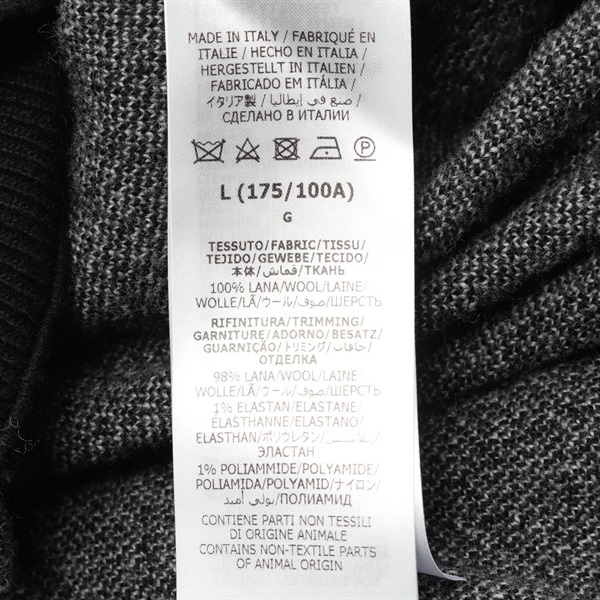 MADE IN ITALY / FABRIQUÉ EN
ITALIE / HECHO EN ITALIA /
HERGESTELLT IN ITALIEN /
FABRICADO EM ITÁLIA /
イタリア製 / صنع في إيطاليا /
СДЕЛАНО В ИТАЛИИ
P
L (175/100A)
G
TESSUTO/FABRIC/TISSU/
TEJIDO/GEWEBE/TECIDO/
本体/قماش/ТКАНЬ
100% LANA/WOOL/LAINE/
WOLLE/LÃ/ウール/صوف/ШЕРСТЬ
RIFINITURA/TRIMMING/
GARNITURE/ADORNO/BESATZ/
GUARNIÇÃO/トリミング/حافات/
ОТДЕЛКА
98% LANA/WOOL/LAINE/
WOLLE/LÃ/ウール/صوف/ШЕРСТЬ
1% ELASTAN/ELASTANE/
ÉLASTHANNE/ELASTANO/
ELASTHAN/ポリウレタン/إيلاستين/
ЭЛАСТАН
1% POLIAMMIDE/POLYAMIDE/
POLIAMIDA/POLYAMID/ナイロン/
بولي أميد/ПОЛИАМИД
CONTIENE PARTI NON TESSILI
DI ORIGINE ANIMALE
CONTAINS NON-TEXTILE PARTS
OF ANIMAL ORIGIN